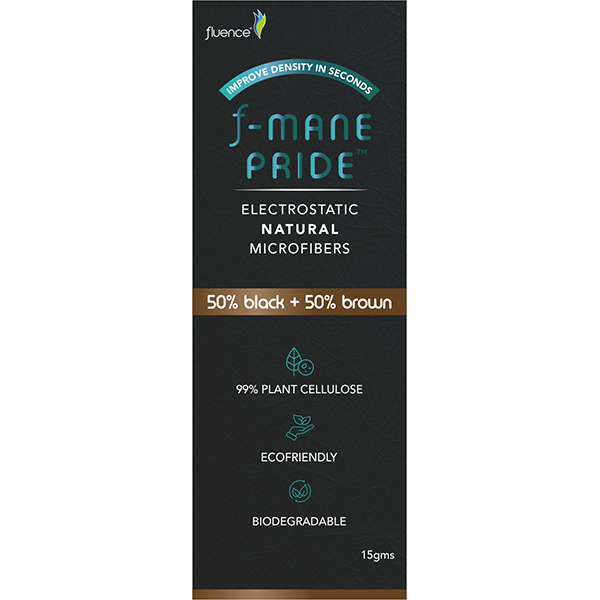 fluence®
IMPROVE DENSITY IN SECONDS
f-MANE
PRIDE™
ELECTROSTATIC
NATURAL
MICROFIBERS
50% black + 50% brown
99% PLANT CELLULOSE
ECOFRIENDLY
BIODEGRADABLE
15gms